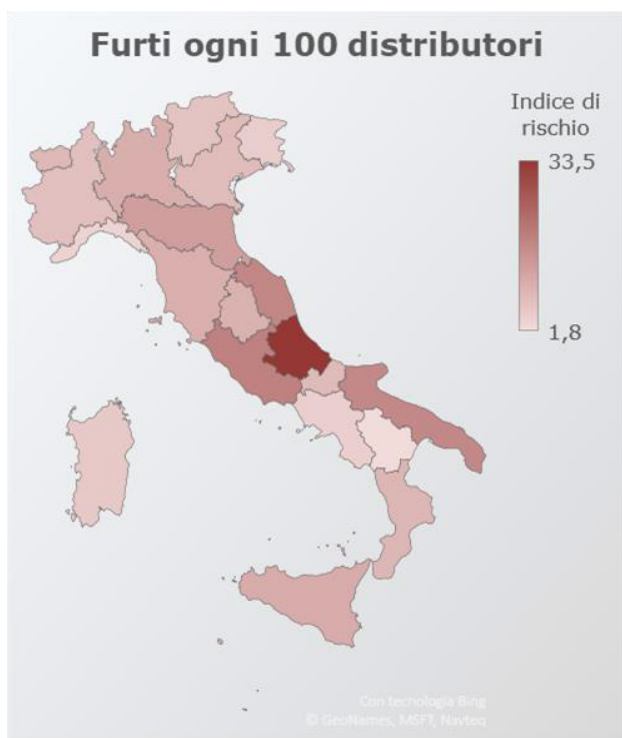 Furti ogni 100 distributori
Indice di
rischio
33,5
1,8
Con tecnologia Bing
© GeoNames, MSFT, Navteq